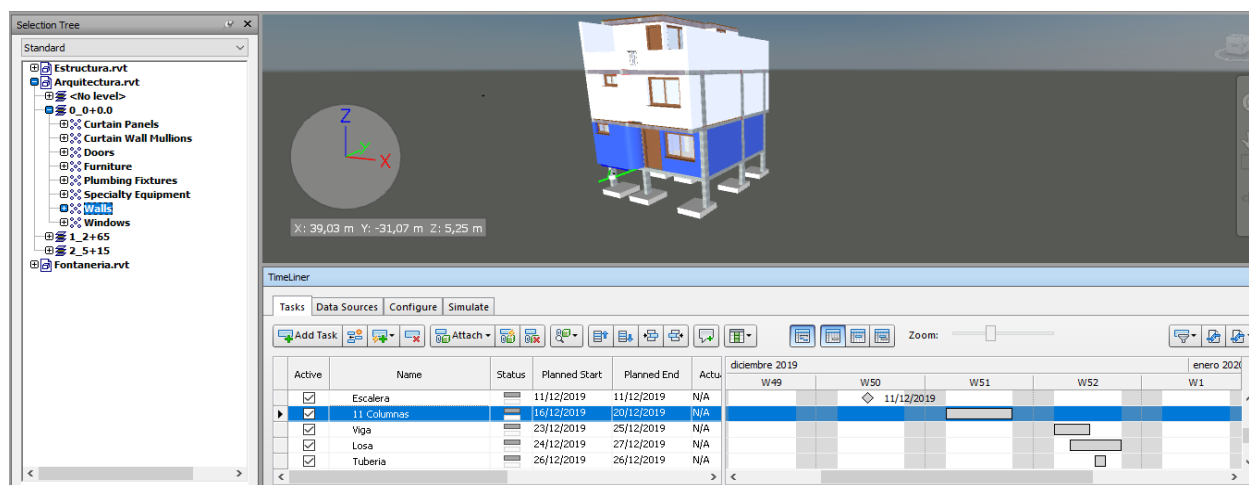 Selection Tree
Standard
Estructura.rvt
Arquitectura.rvt
<No level>
0_0+0.0
Curtain Panels
Curtain Wall Mullions
Doors
Furniture
Plumbing Fixtures
Specialty Equipment
Walls
Windows
1_2+65
2_5+15
Fontaneria.rvt
Z
Y
X
X: 39,03 m Y: -31,07 m Z: 5,25 m
TimeLiner
Tasks Data Sources Configure Simulate
Add Task Attach Zoom:
Active Name Status Planned Start Planned End Actu
diciembre 2019 enero 2020
W49 W50 W51 W52 W1
Escalera 11/12/2019 11/12/2019 N/A 11/12/2019
11 Columnas 16/12/2019 20/12/2019 N/A
Viga 23/12/2019 25/12/2019 N/A
Losa 24/12/2019 27/12/2019 N/A
Tuberia 26/12/2019 26/12/2019 N/A